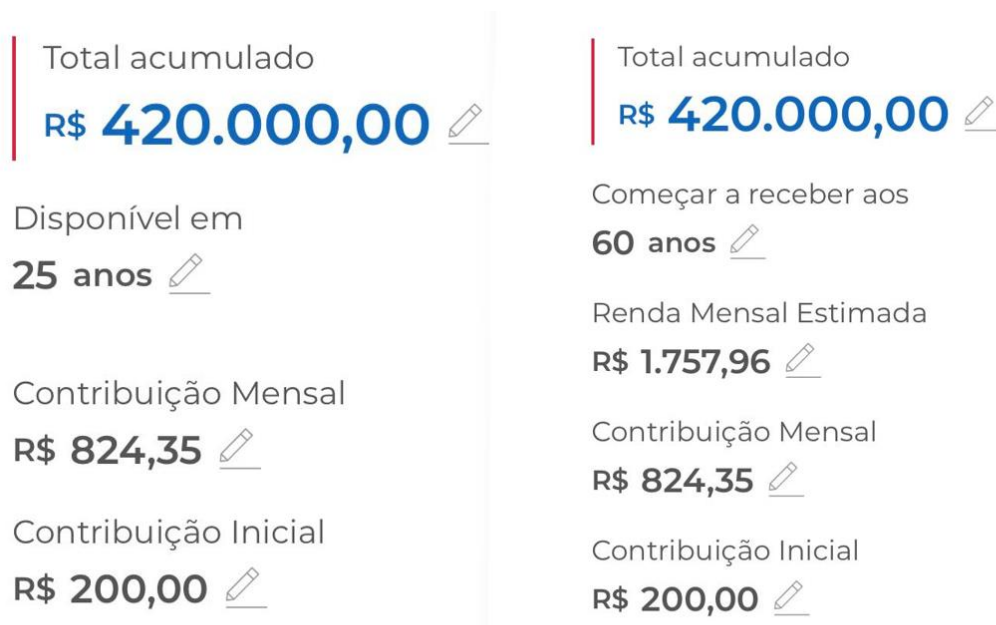 Total acumulado
R$ 420.000,00
Disponível em
25 anos
Contribuição Mensal
R$ 824,35
Contribuição Inicial
R$ 200,00
Total acumulado
R$ 420.000,00
Começar a receber aos
60 anos
Renda Mensal Estimada
R$ 1.757,96
Contribuição Mensal
R$ 824,35
Contribuição Inicial
R$ 200,00